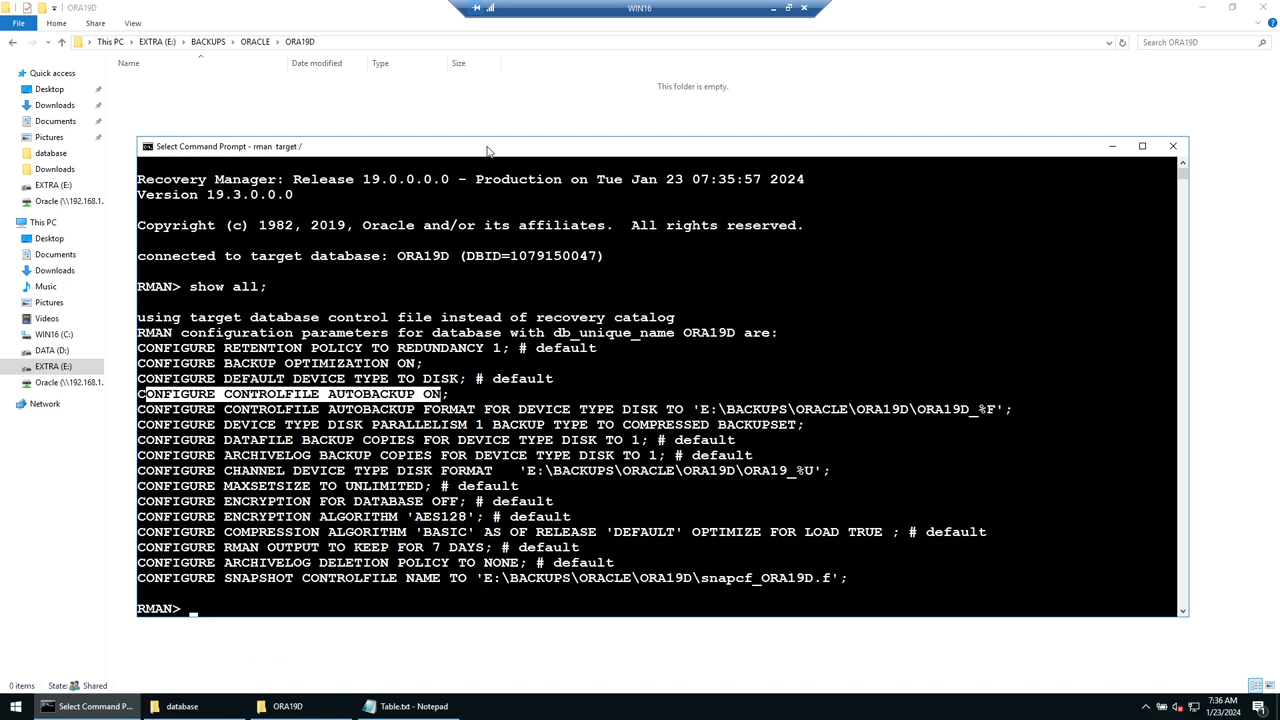 ORA19D
WIN16
File
Home
Share
View
This PC
EXTRA (E:)
BACKUPS
ORACLE
ORA19D
Search ORA19D
Quick access
Desktop
Downloads
Documents
Pictures
database
Downloads
EXTRA (E:)
Oracle (\\192.168.1.
This PC
Desktop
Documents
Downloads
Music
Pictures
Videos
WIN16 (C:)
DATA (D:)
EXTRA (E:)
Oracle (\\192.168.1.
Network
Name
Date modified
Type
Size
This folder is empty.
Select Command Prompt - rman target /
Recovery Manager: Release 19.0.0.0.0 - Production on Tue Jan 23 07:35:57 2024
Version 19.3.0.0.0
Copyright (c) 1982, 2019, Oracle and/or its affiliates.  All rights reserved.
connected to target database: ORA19D (DBID=1079150047)
RMAN> show all;
using target database control file instead of recovery catalog
RMAN configuration parameters for database with db_unique_name ORA19D are:
CONFIGURE RETENTION POLICY TO REDUNDANCY 1; # default
CONFIGURE BACKUP OPTIMIZATION ON;
CONFIGURE DEFAULT DEVICE TYPE TO DISK; # default
CONFIGURE CONTROLFILE AUTOBACKUP ON;
CONFIGURE CONTROLFILE AUTOBACKUP FORMAT FOR DEVICE TYPE DISK TO 'E:\BACKUPS\ORACLE\ORA19D\ORA19D_%F';
CONFIGURE DEVICE TYPE DISK PARALLELISM 1 BACKUP TYPE TO COMPRESSED BACKUPSET;
CONFIGURE DATAFILE BACKUP COPIES FOR DEVICE TYPE DISK TO 1; # default
CONFIGURE ARCHIVELOG BACKUP COPIES FOR DEVICE TYPE DISK TO 1; # default
CONFIGURE CHANNEL DEVICE TYPE DISK FORMAT   'E:\BACKUPS\ORACLE\ORA19D\ORA19_%U';
CONFIGURE MAXSETSIZE TO UNLIMITED; # default
CONFIGURE ENCRYPTION FOR DATABASE OFF; # default
CONFIGURE ENCRYPTION ALGORITHM 'AES128'; # default
CONFIGURE COMPRESSION ALGORITHM 'BASIC' AS OF RELEASE 'DEFAULT' OPTIMIZE FOR LOAD TRUE ; # default
CONFIGURE RMAN OUTPUT TO KEEP FOR 7 DAYS; # default
CONFIGURE ARCHIVELOG DELETION POLICY TO NONE; # default
CONFIGURE SNAPSHOT CONTROLFILE NAME TO 'E:\BACKUPS\ORACLE\ORA19D\snapcf_ORA19D.f';
RMAN>
0 items
State:
Shared
Select Command P...
database
ORA19D
Table.txt - Notepad
7:36 AM
1/23/2024